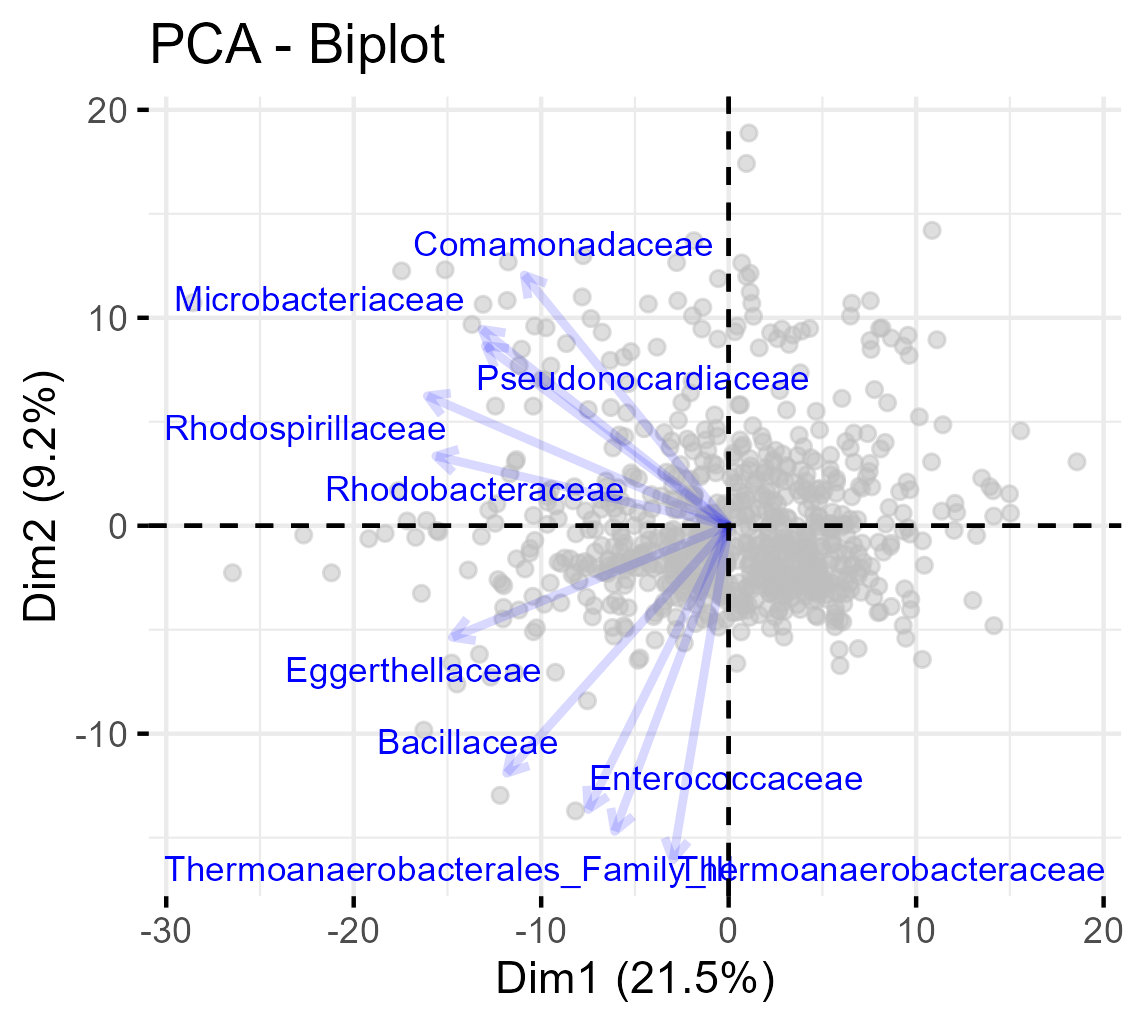 PCA - Biplot
20
10
0
-10
Dim2 (9.2%)
Comamonadaceae
Microbacteriaceae
Pseudonocardiaceae
Rhodospirillaceae
Rhodobacteraceae
Eggerthellaceae
Bacillaceae
Enterococcaceae
Thermoanaerobacterales_Family_III
Thermoanaerobacteraceae
-30 -20 -10 0 10 20
Dim1 (21.5%)